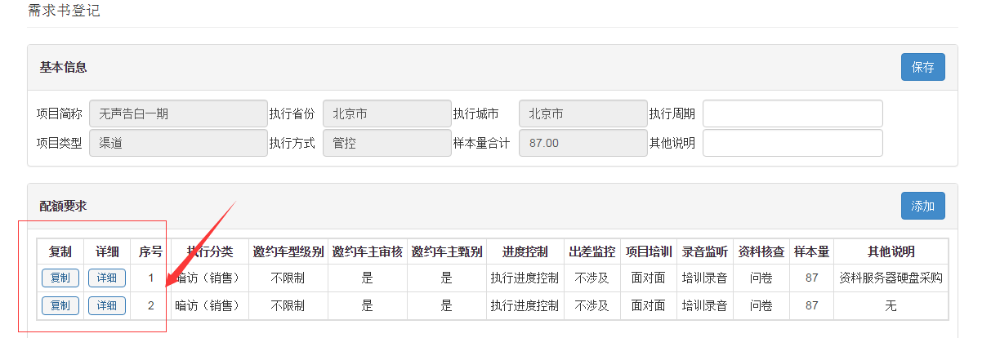 需求书登记
基本信息 保存
项目简称 无声告白一期 执行省份 北京市 执行城市 北京市 执行周期
项目类型 渠道 执行方式 管控 样本量合计 87.00 其他说明
配额要求 添加
复制 详细 序号 执行分类 邀约车型级别 邀约车主审核 邀约车主甄别 进度控制 出差监控 项目培训 录音监听 资料核查 样本量 其他说明
复制 详细 1 暗访（销售） 不限制 是 是 执行进度控制 不涉及 面对面 培训录音 问卷 87 资料服务器硬盘采购
复制 详细 2 暗访（销售） 不限制 是 是 执行进度控制 不涉及 面对面 培训录音 问卷 87 无